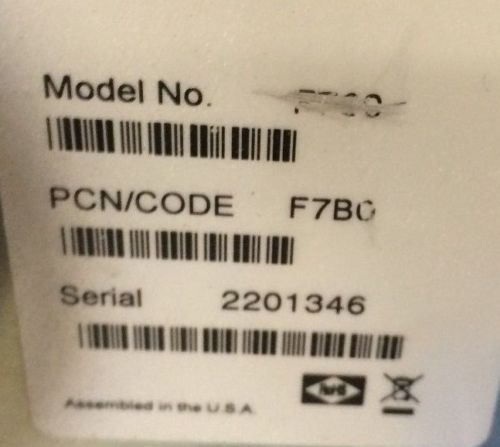 Model No.
PCN/CODE F7BC
Serial 2201346
Assembled in the U.S.A.